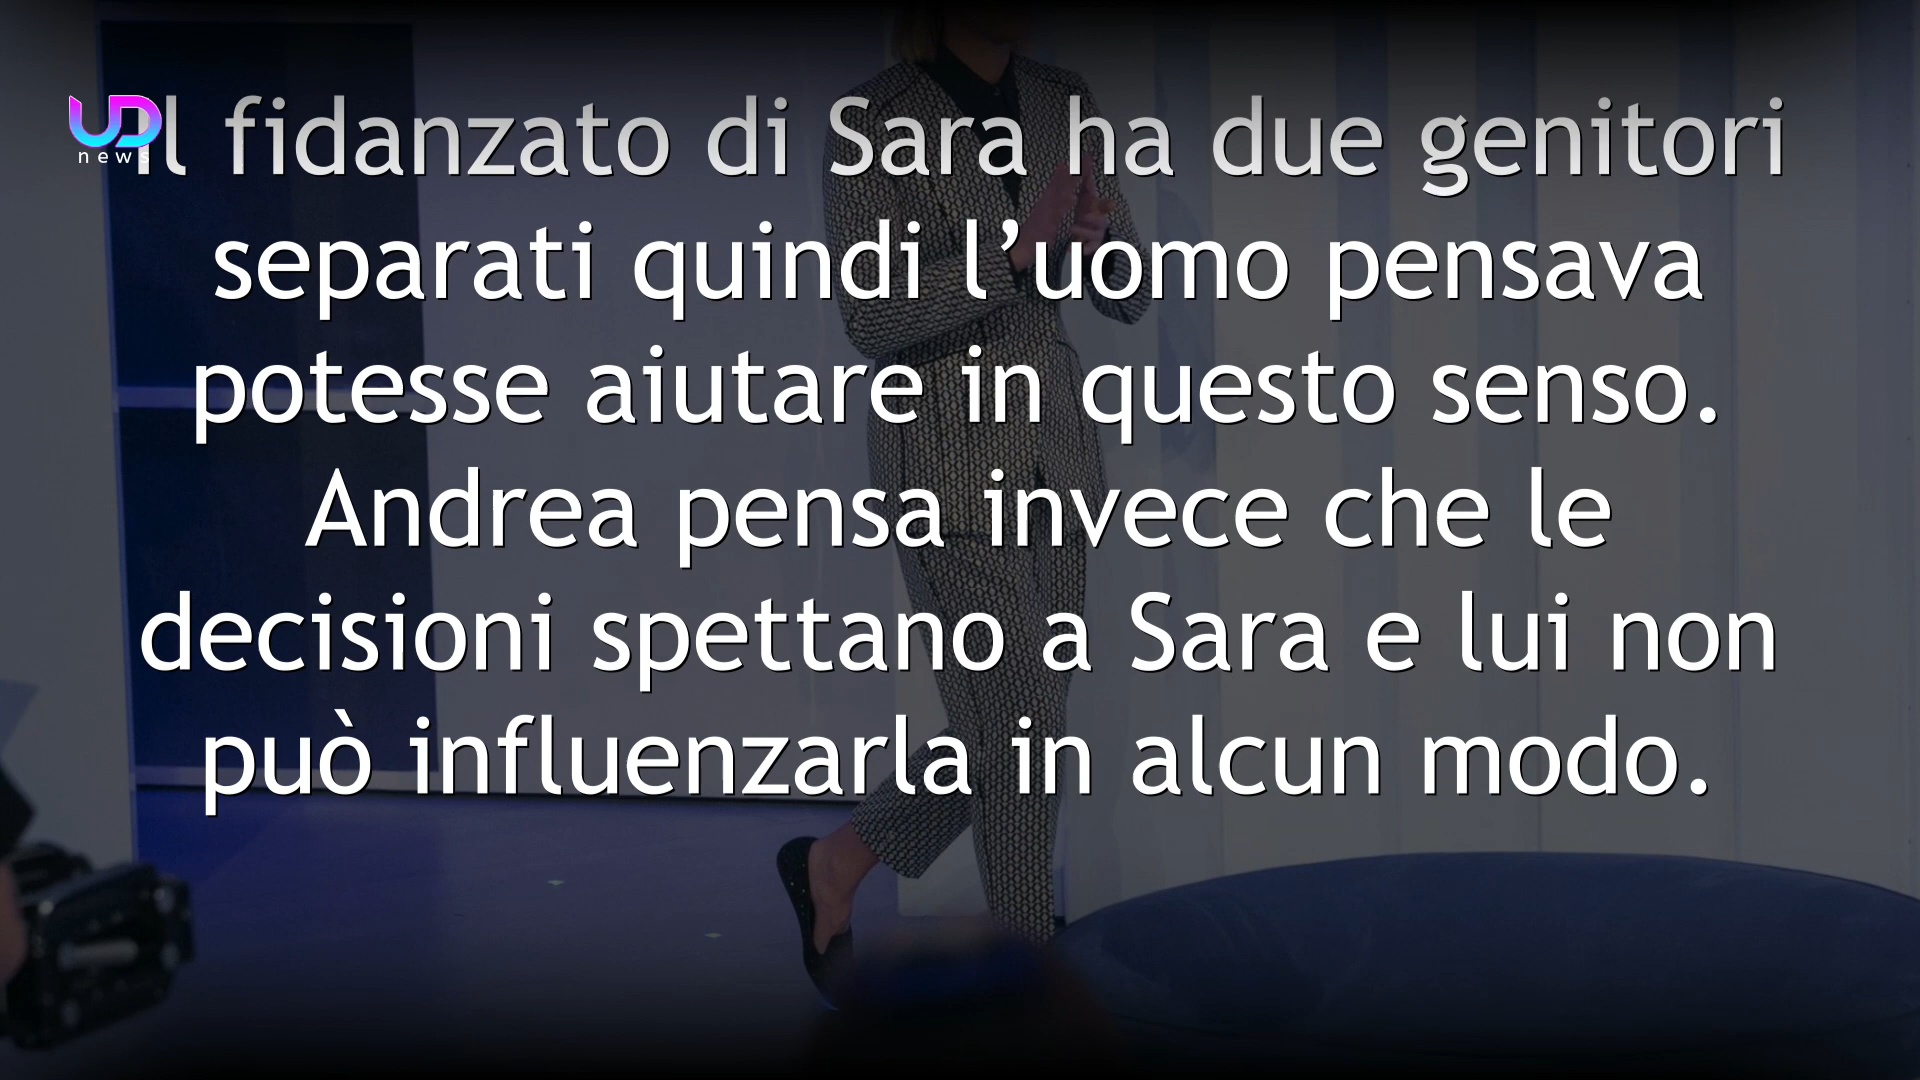 UD
news
Il fidanzato di Sara ha due genitori
separati quindi l’uomo pensava
potesse aiutare in questo senso.
Andrea pensa invece che le
decisioni spettano a Sara e lui non
può influenzarla in alcun modo.